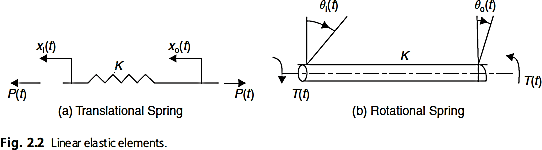 θi(t) θo(t)
xi(t) xo(t)
K K
P(t) P(t) T(t) T(t)
(a) Translational Spring (b) Rotational Spring
Fig. 2.2 Linear elastic elements.